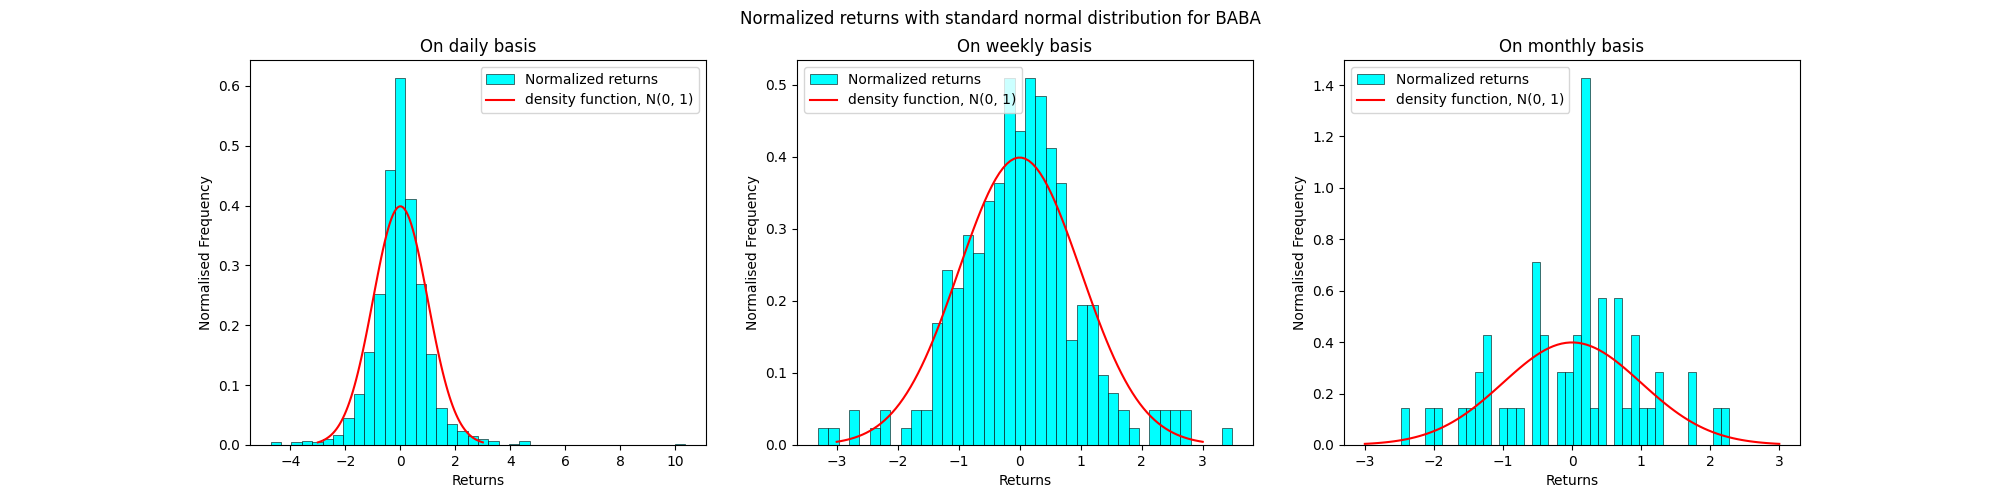 Normalized returns with standard normal distribution for BABA
On daily basis
Normalized returns
density function, N(0, 1)
Normalised Frequency
0.6
0.5
0.4
0.3
0.2
0.1
0.0
−4 −2 0 2 4 6 8 10
Returns
On weekly basis
Normalized returns
density function, N(0, 1)
Normalised Frequency
0.5
0.4
0.3
0.2
0.1
0.0
−3 −2 −1 0 1 2 3
Returns
On monthly basis
Normalized returns
density function, N(0, 1)
Normalised Frequency
1.4
1.2
1.0
0.8
0.6
0.4
0.2
0.0
−3 −2 −1 0 1 2 3
Returns